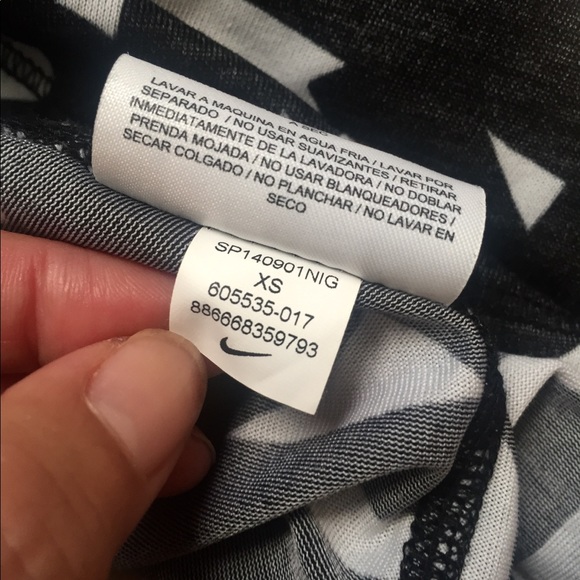 A SEC
LAVAR A MAQUINA EN AGUA FRIA / LAVAR POR
SEPARADO / NO USAR SUAVIZANTES / RETIRAR
INMEDIATAMENTE DE LA LAVADORA / NO DOBLAR
PRENDA MOJADA / NO USAR BLANQUEADORES /
SECAR COLGADO / NO PLANCHAR / NO LAVAR EN
SECO
SP140901NIG
XS
605535-017
886668359793